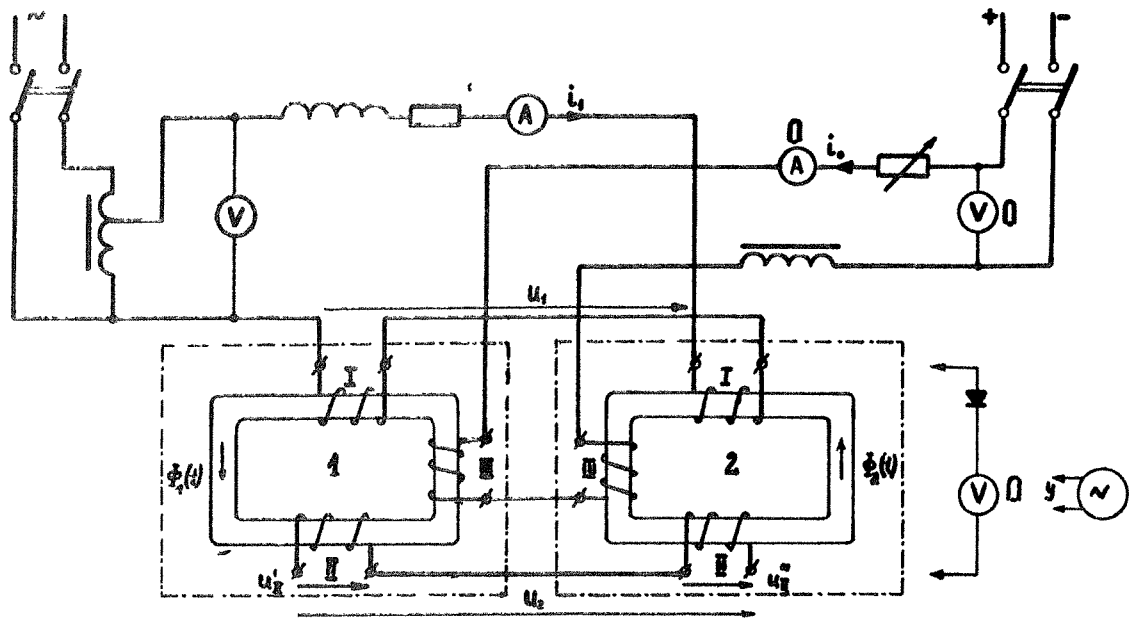 ~
+ −
A
i₁
A
i₀
V
V
u₁
I
I
1
III
III
2
Φ₁(i)
Φ₂(i)
V
y
~
II
II
u'II
u''II
u₂